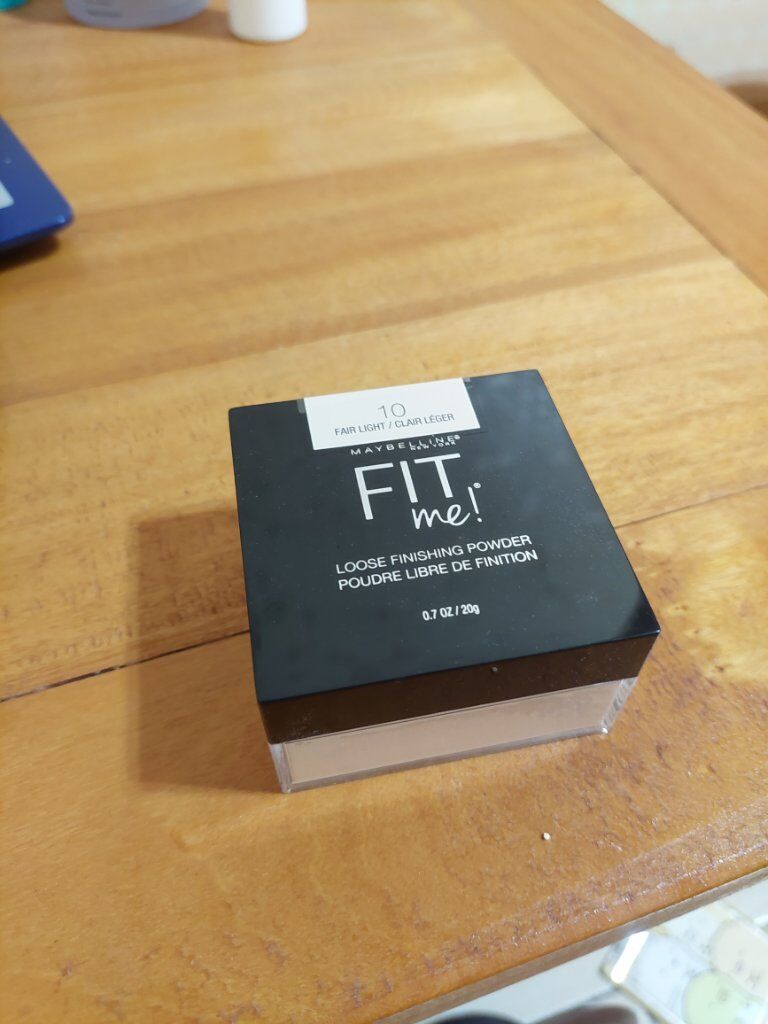 10
FAIR LIGHT / CLAIR LÉGER
MAYBELLINE®
NEW YORK
FIT
me!®
LOOSE FINISHING POWDER
POUDRE LIBRE DE FINITION
0.7 OZ / 20g